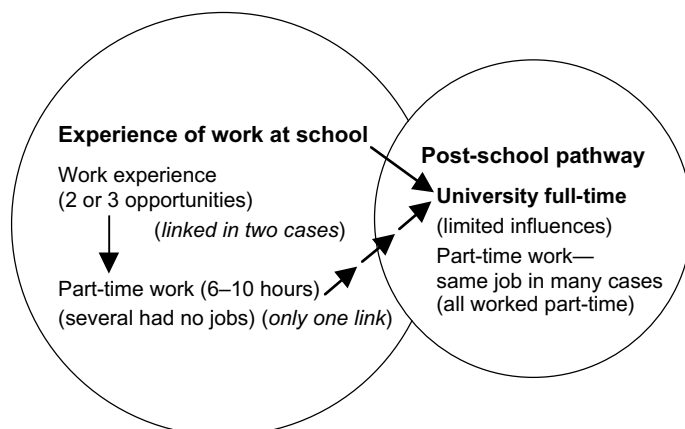 Experience of work at school
Work experience
(2 or 3 opportunities)
(linked in two cases)
Part-time work (6–10 hours)
(several had no jobs) (only one link)
Post-school pathway
University full-time
(limited influences)
Part-time work—
same job in many cases
(all worked part-time)